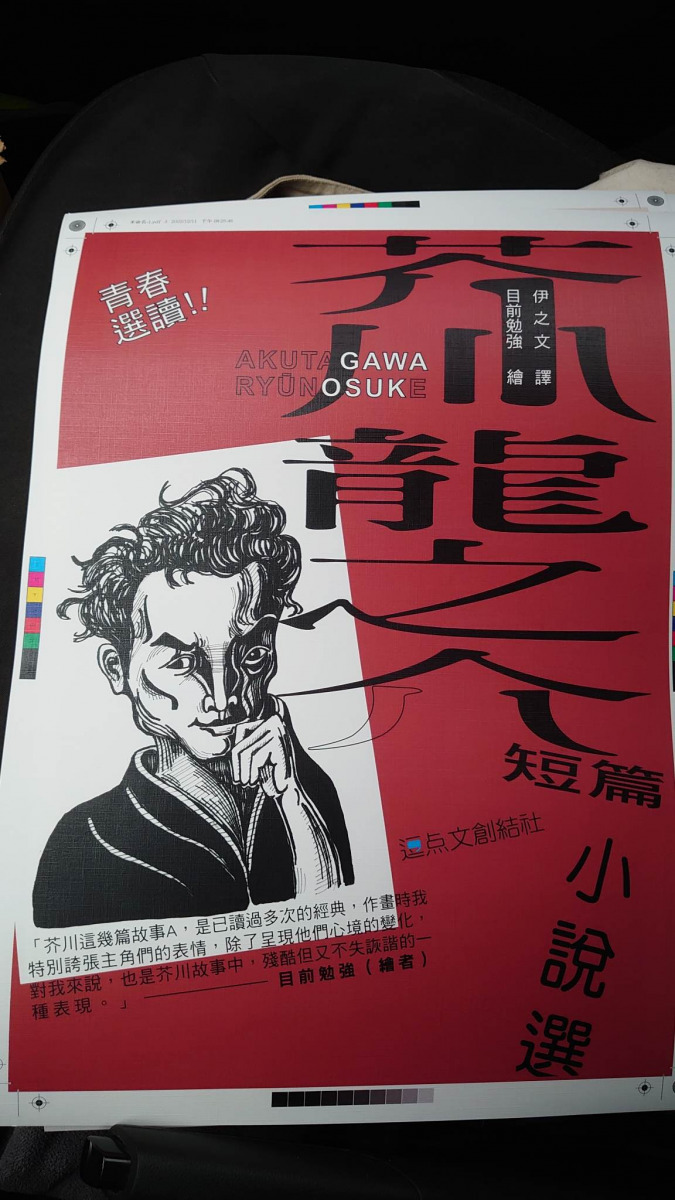 青春
選讀!!
芥川龍之介
伊之文 譯
目前勉強 繪
AKUTAGAWA
RYŪNOSUKE
短篇
小說選
逗点文創結社
「芥川這幾篇故事A，是已讀過多次的經典，作畫時我
特別誇張主角們的表情，除了呈現他們心境的變化，
對我來說，也是芥川故事中，殘酷但又不失詼諧的一
種表現。」————目前勉強（繪者）